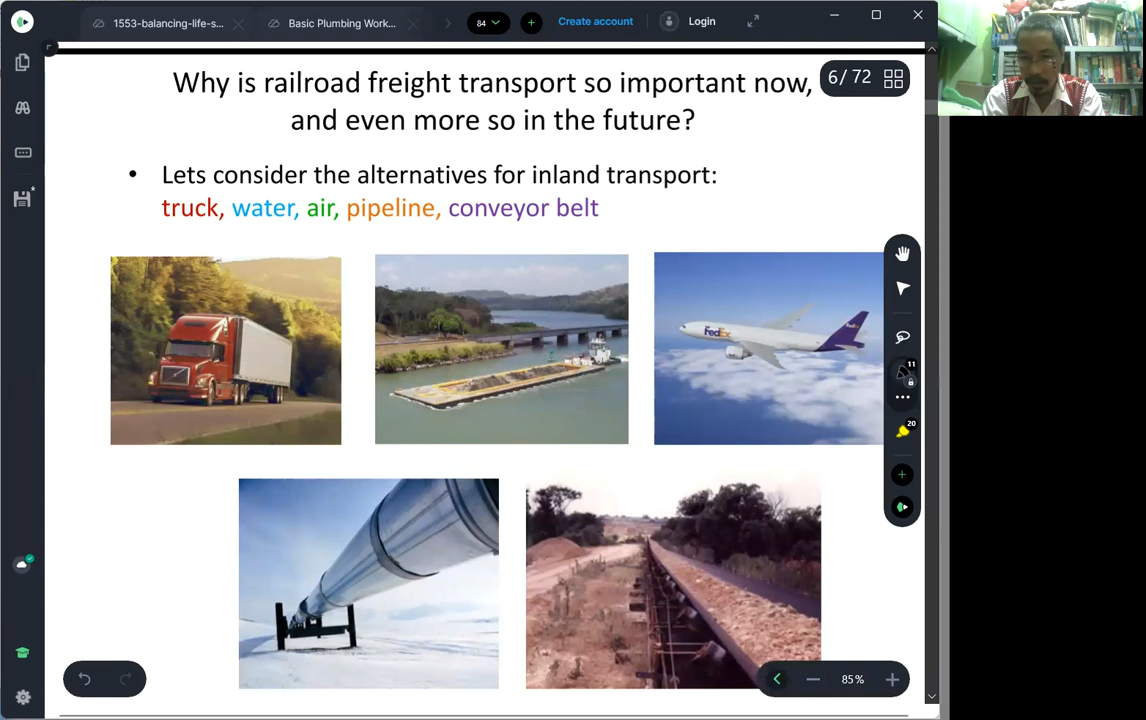 1553-balancing-life-s...
Basic Plumbing Work...
84
Create account
Login
Why is railroad freight transport so important now,
and even more so in the future?
6/ 72
• Lets consider the alternatives for inland transport:
truck, water, air, pipeline, conveyor belt
FedEx
FedEx
11
20
85%